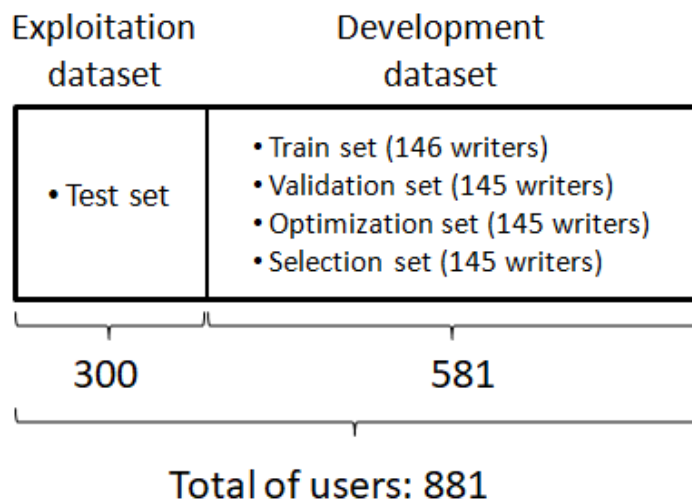 Exploitation
dataset
Development
dataset
• Test set
• Train set (146 writers)
• Validation set (145 writers)
• Optimization set (145 writers)
• Selection set (145 writers)
300
581
Total of users: 881